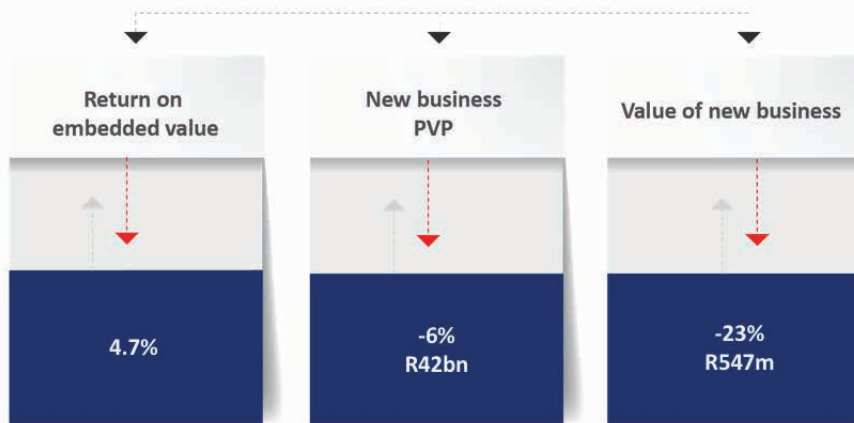 Return on
embedded value
New business
PVP
Value of new business
4.7%
-6%
R42bn
-23%
R547m